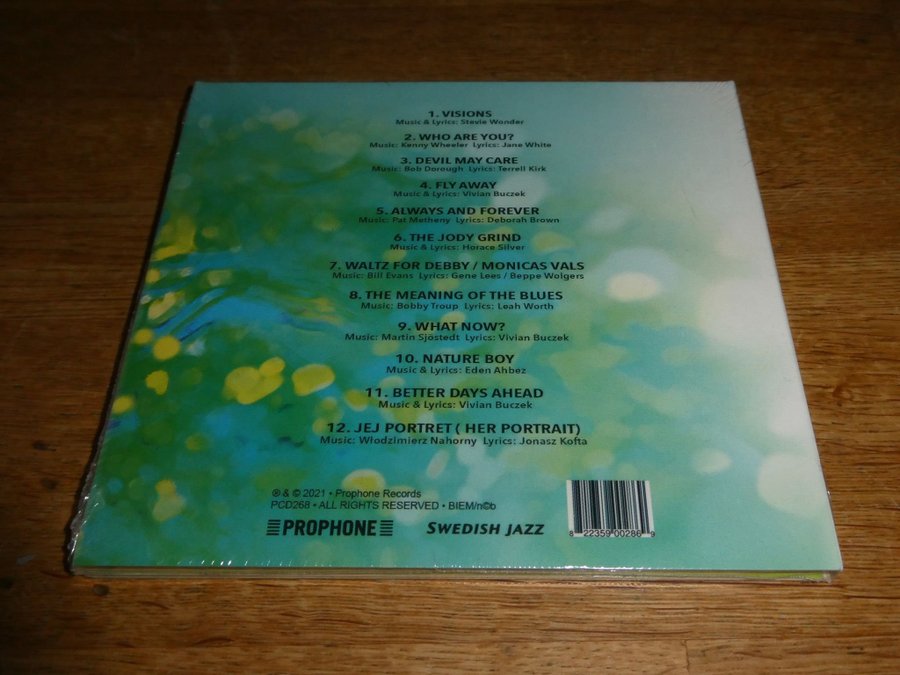 1. VISIONS
Music & Lyrics: Stevie Wonder
2. WHO ARE YOU?
Music: Kenny Wheeler Lyrics: Jane White
3. DEVIL MAY CARE
Music: Bob Dorough Lyrics: Terrell Kirk
4. FLY AWAY
Music & Lyrics: Vivian Buczek
5. ALWAYS AND FOREVER
Music: Pat Metheny Lyrics: Deborah Brown
6. THE JODY GRIND
Music & Lyrics: Horace Silver
7. WALTZ FOR DEBBY / MONICAS VALS
Music: Bill Evans Lyrics: Gene Lees / Beppe Wolgers
8. THE MEANING OF THE BLUES
Music: Bobby Troup Lyrics: Leah Worth
9. WHAT NOW?
Music: Martin Sjöstedt Lyrics: Vivian Buczek
10. NATURE BOY
Music & Lyrics: Eden Ahbez
11. BETTER DAYS AHEAD
Music & Lyrics: Vivian Buczek
12. JEJ PORTRET ( HER PORTRAIT)
Music: Włodzimierz Nahorny Lyrics: Jonasz Kofta
® & © 2021 • Prophone Records
PCD268 • ALL RIGHTS RESERVED • BIEM/n©b
PROPHONE SWEDISH JAZZ
8 22359 00286 9